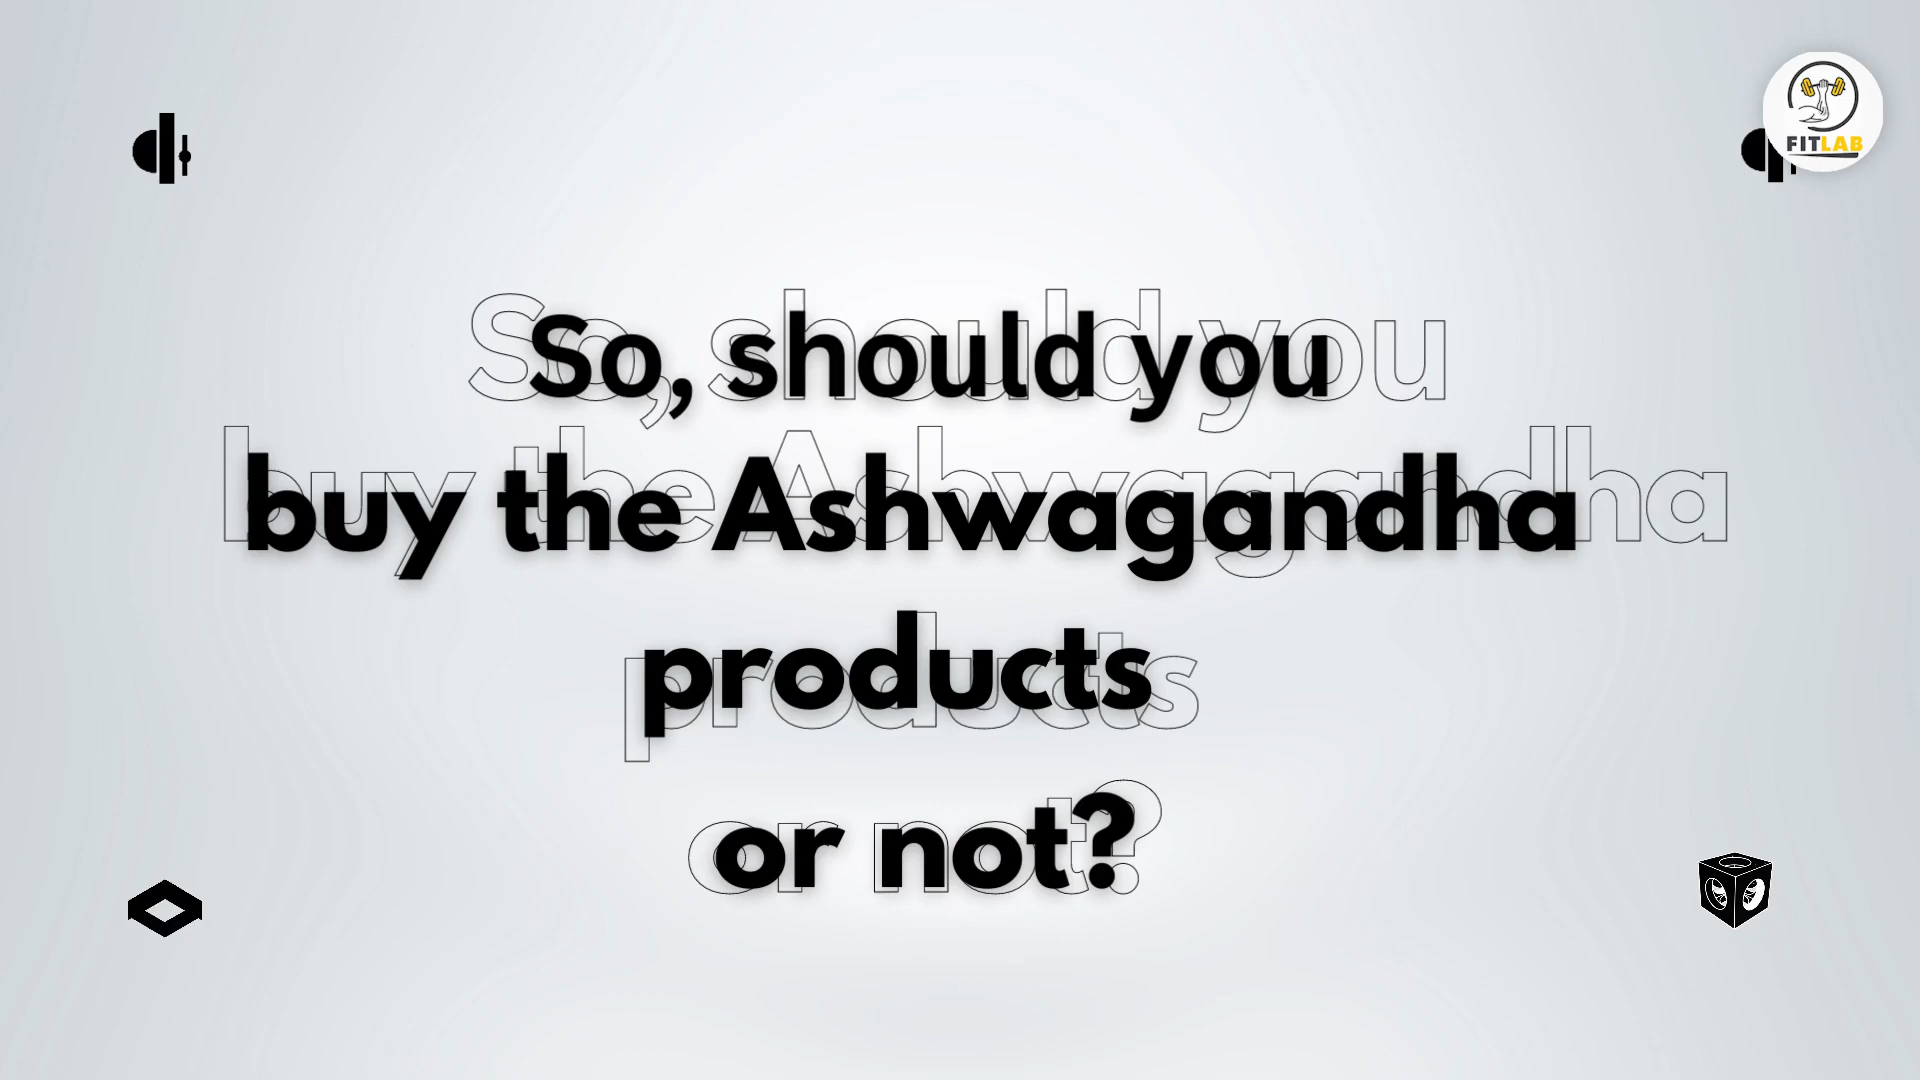 FITLAB
So, should you
buy the Ashwagandha
products
or not?